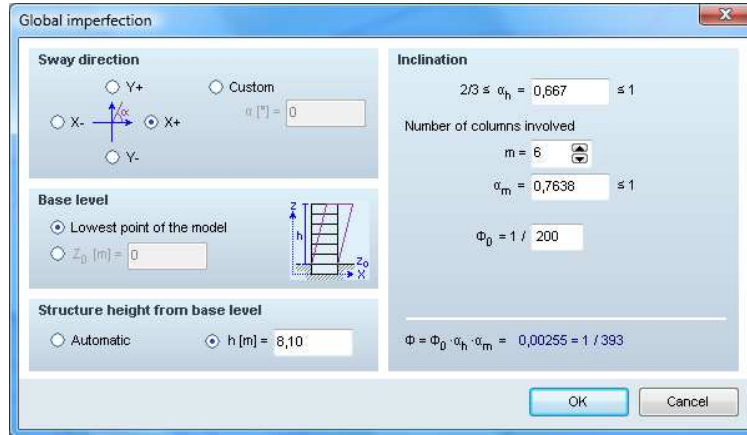 Global imperfection
Sway direction
Y+
Custom
α [°] = 0
X-
α
X+
Y-
Base level
Lowest point of the model
Z₀ [m] = 0
Z
h
Z₀
X
Structure height from base level
Automatic
h [m] = 8,10
Inclination
2/3 ≤ αₕ = 0,667 ≤ 1
Number of columns involved
m = 6
αₘ = 0,7638 ≤ 1
Φ₀ = 1 / 200
Φ = Φ₀ ·αₕ ·αₘ = 0,00255 = 1 / 393
OK
Cancel